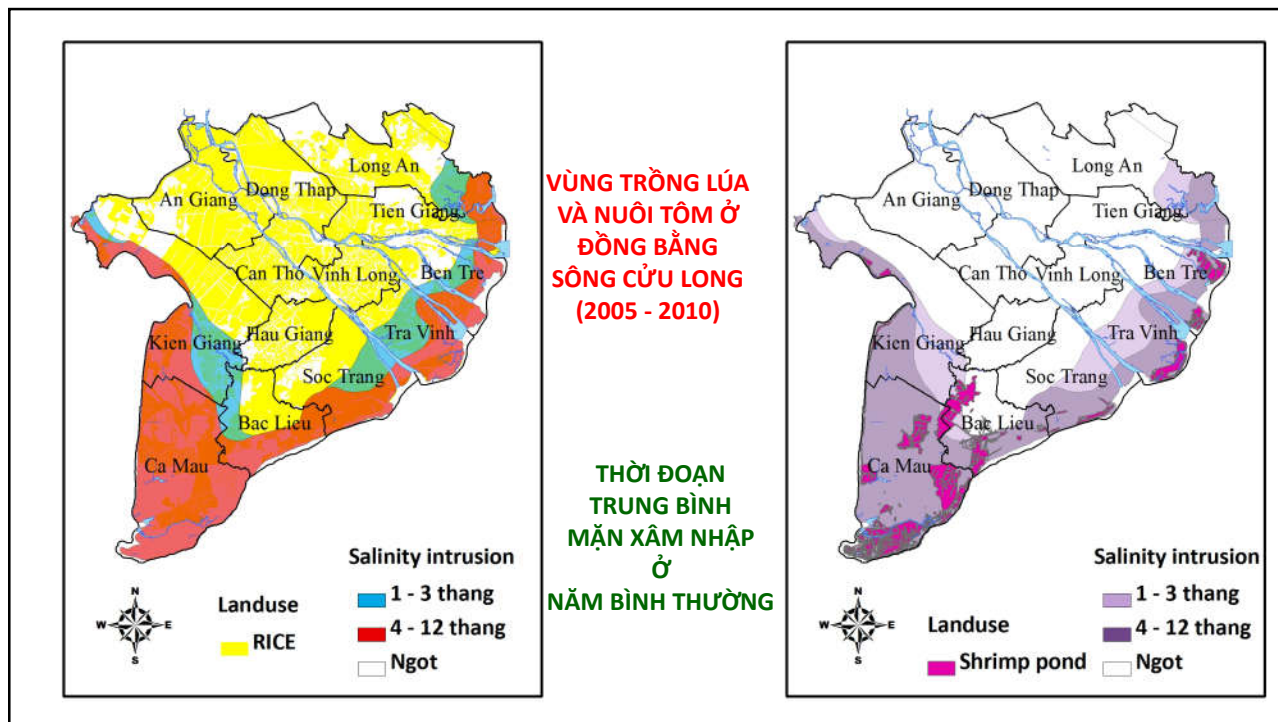 Long An
Dong Thap
An Giang
Tien Giang
Can Tho
Vinh Long
Ben Tre
Hau Giang
Tra Vinh
Kien Giang
Soc Trang
Bac Lieu
Ca Mau
N
W E
S
Landuse
RICE
Salinity intrusion
1 - 3 thang
4 - 12 thang
Ngot
VÙNG TRỒNG LÚA
VÀ NUÔI TÔM Ở
ĐỒNG BẰNG
SÔNG CỬU LONG
(2005 - 2010)
THỜI ĐOẠN
TRUNG BÌNH
MẶN XÂM NHẬP
Ở
NĂM BÌNH THƯỜNG
Long An
Dong Thap
An Giang
Tien Giang
Can Tho
Vinh Long
Ben Tre
Hau Giang
Tra Vinh
Kien Giang
Soc Trang
Bac Lieu
Ca Mau
N
W E
S
Landuse
Shrimp pond
Salinity intrusion
1 - 3 thang
4 - 12 thang
Ngot